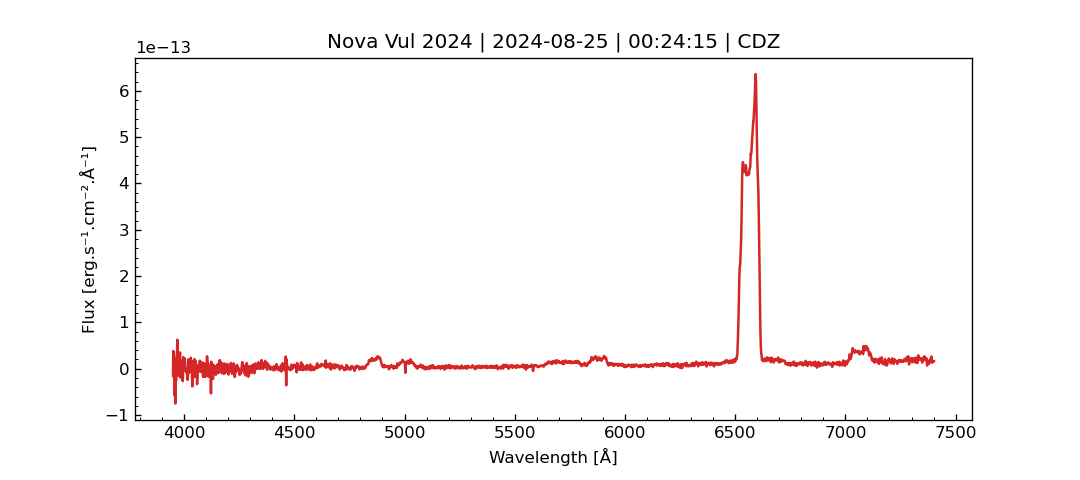 Nova Vul 2024 | 2024-08-25 | 00:24:15 | CDZ
1e−13
6
5
4
3
2
1
0
−1
Flux [erg.s⁻¹.cm⁻².Å⁻¹]
4000 4500 5000 5500 6000 6500 7000 7500
Wavelength [Å]